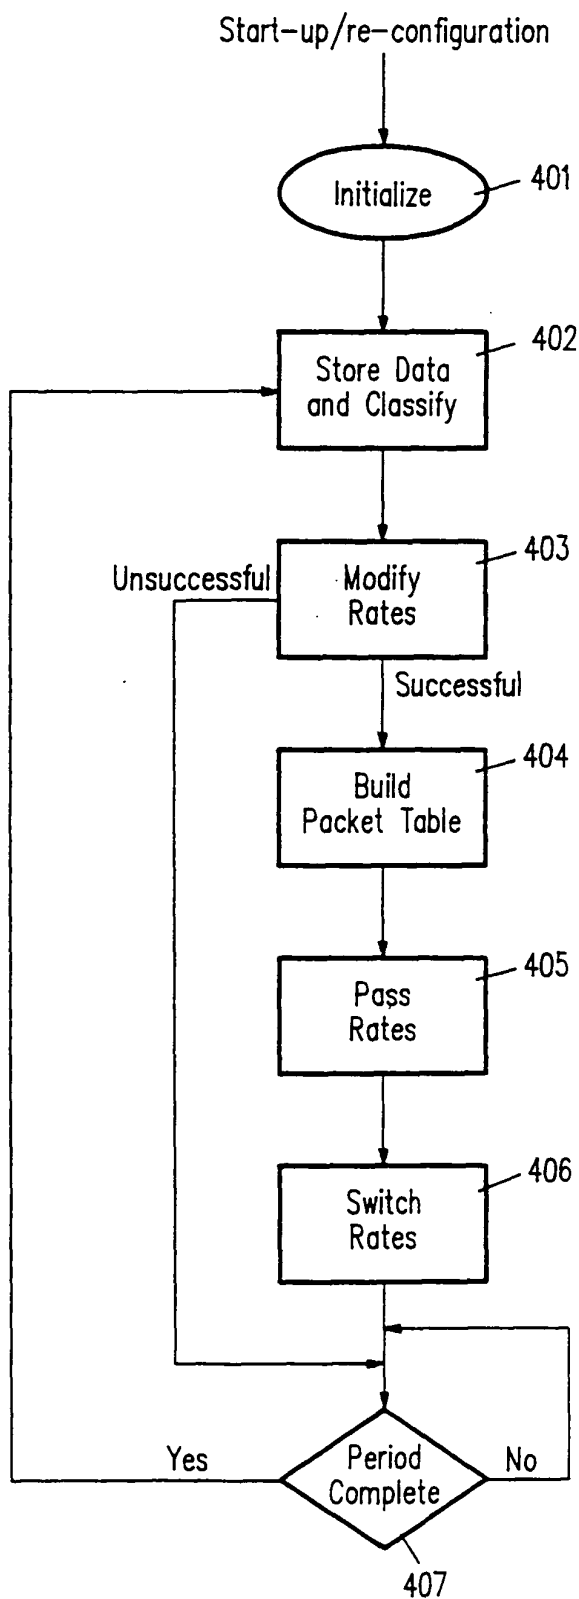 Start-up/re-configuration
Initialize
401
402
Store Data
and Classify
403
Unsuccessful
Modify
Rates
Successful
404
Build
Packet Table
405
Pass
Rates
406
Switch
Rates
Yes
Period
Complete
No
407